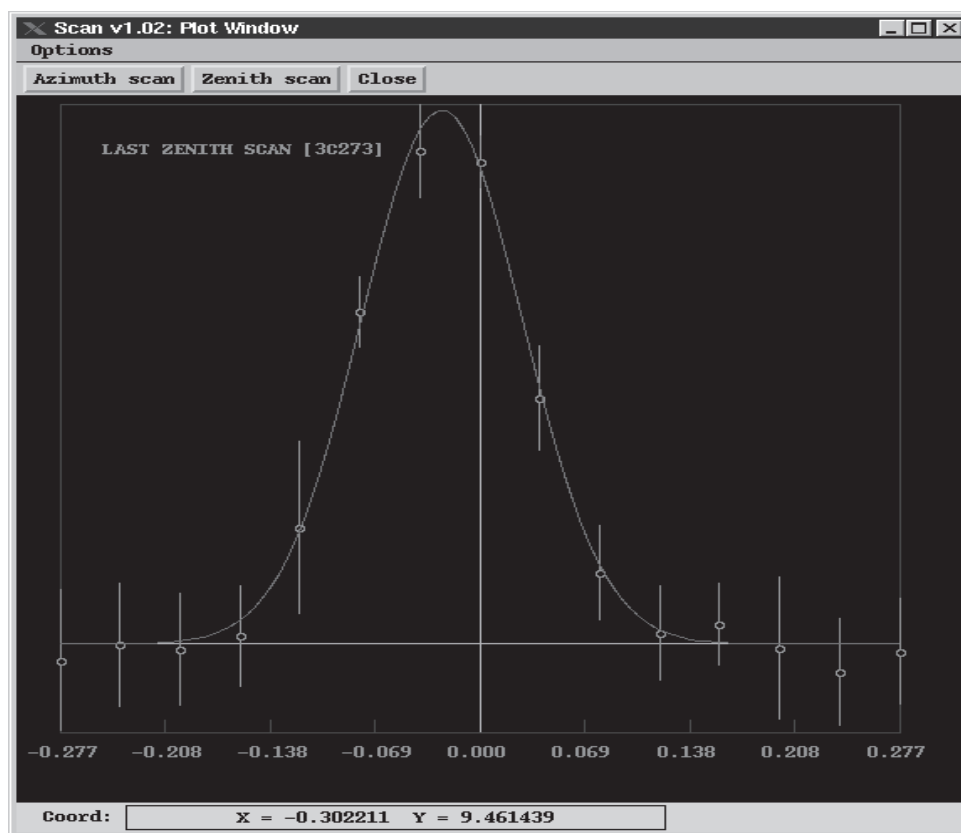 Scan v1.02: Plot Window
Options
Azimuth scan Zenith scan Close
LAST ZENITH SCAN [3C273]
-0.277 -0.208 -0.138 -0.069 0.000 0.069 0.138 0.208 0.277
Coord: X = -0.302211 Y = 9.461439